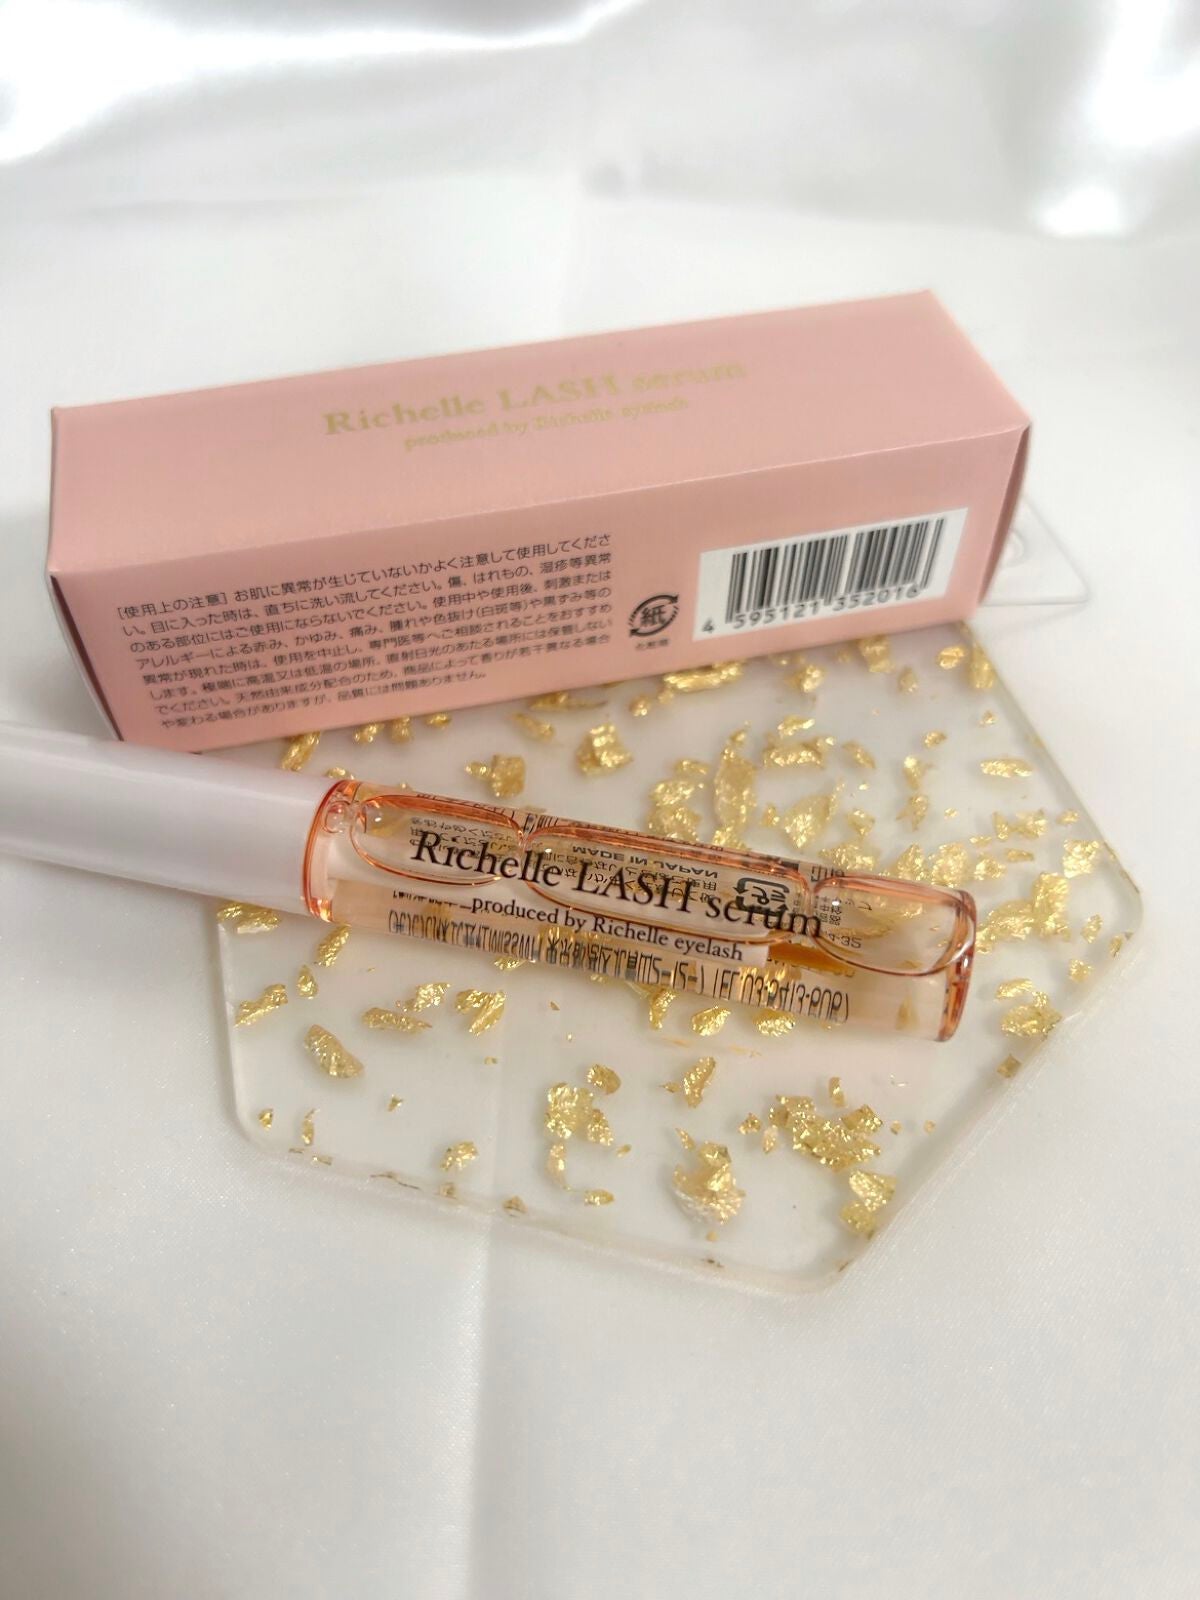 Richelle LASH serum
produced by Richelle eyelash
[使用上の注意] お肌に異常が生じていないかよく注意して使用してくださ
い。目に入った時は、直ちに洗い流してください。傷、はれもの、湿疹等異常
のある部位にはご使用にならないでください。使用中や使用後、刺激または
アレルギーによる赤み、かゆみ、痛み、腫れや色抜け(白斑等)や黒ずみ等の
異常が現れた時は、使用を中止し、専門医等へご相談されることをおすすめ
します。極端に高温又は低温の場所、直射日光のあたる場所には保管しない
でください。天然由来成分配合のため、商品によって香りが若干異なる場合
や変わる場合がありますが、品質には問題ありません。
紙
化粧箱
4 595121 352016
MADE IN JAPAN
Richelle LASH serum
produced by Richelle eyelash
プラ
TEL:03-6413-6067